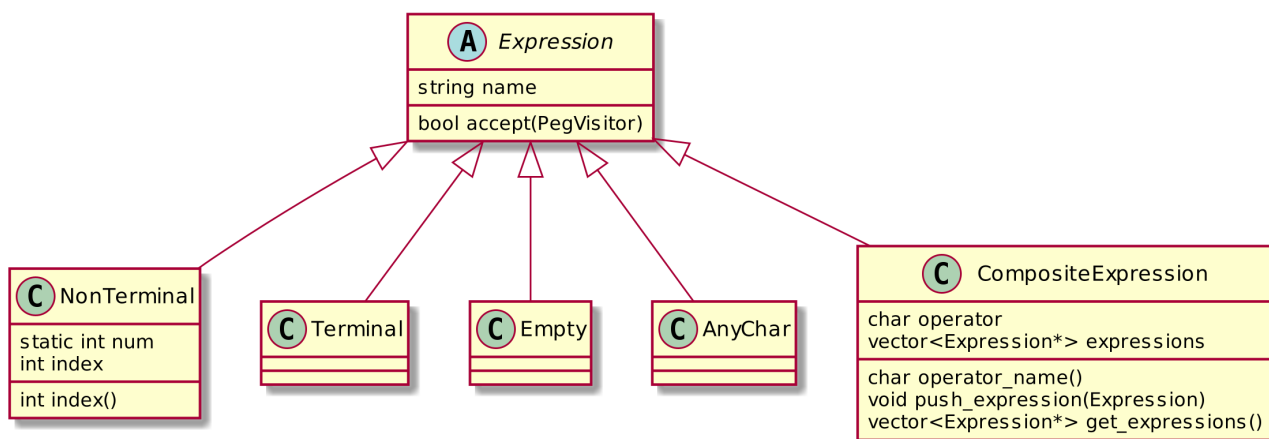 A Expression
string name
bool accept(PegVisitor)
C NonTerminal
static int num
int index
int index()
C Terminal
C Empty
C AnyChar
C CompositeExpression
char operator
vector<Expression*> expressions
char operator_name()
void push_expression(Expression)
vector<Expression*> get_expressions()